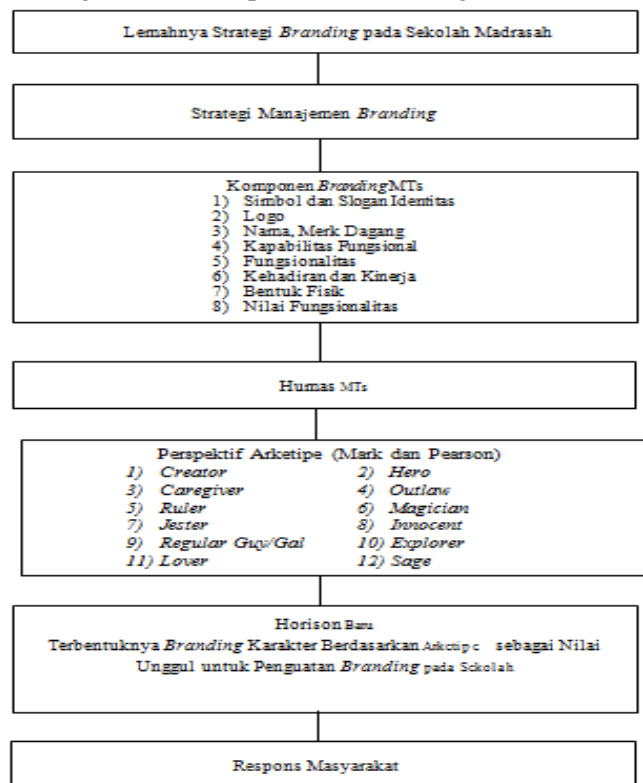 Lemahnya Strategi Branding pada Sekolah Madrasah
Strategi Manajemen Branding
Komponen Branding MTs
1) Simbol dan Slogan Identitas
2) Logo
3) Nama, Merk Dagang
4) Kapabilitas Fungsional
5) Fungsionalitas
6) Kehadiran dan Kinerja
7) Bentuk Fisik
8) Nilai Fungsionalitas
Humas MTs
Perspektif Arketipe (Mark dan Pearson)
1) Creator 2) Hero
3) Caregiver 4) Outlaw
5) Ruler 6) Magician
7) Jester 8) Innocent
9) Regular Guy/Gal 10) Explorer
11) Lover 12) Sage
Horison Baru
Terbentuknya Branding Karakter Berdasarkan Arketipe sebagai Nilai
Unggul untuk Penguatan Branding pada Sekolah
Respons Masyarakat